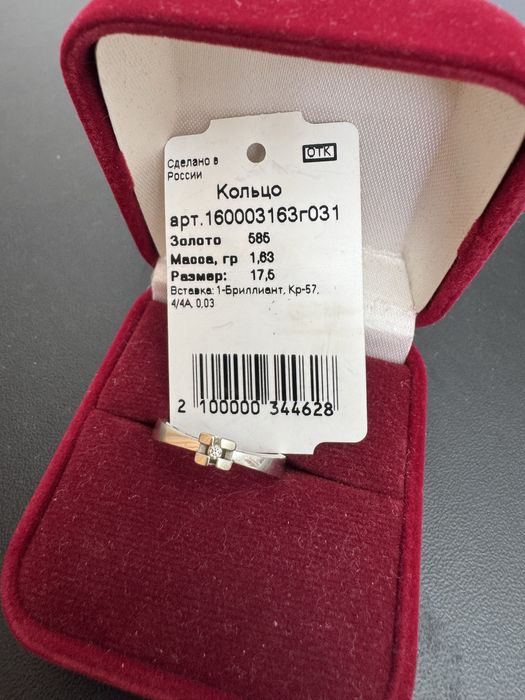 Сделано в
России
ОТК
Кольцо
арт.160003163г031
Золото 585
Масса, гр 1,63
Размер: 17,5
Вставка: 1-Бриллиант, Кр-57,
4/4А, 0,03
2 100000 344628